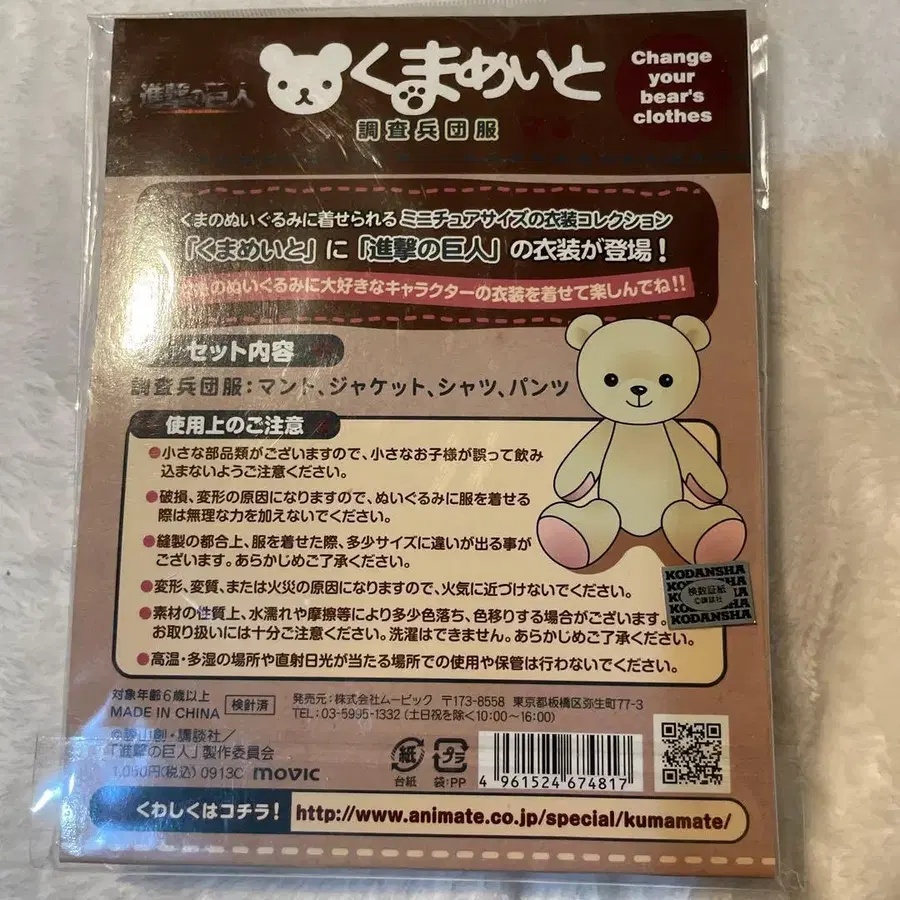 進撃の巨人
くまめいと
調査兵団服
Change
your
bear's
clothes
くまのぬいぐるみに着せられるミニチュアサイズの衣装コレクション
「くまめいと」に「進撃の巨人」の衣装が登場！
のぬいぐるみに大好きなキャラクターの衣装を着せて楽しんでね!!
セット内容
調査兵団服：マント、ジャケット、シャツ、パンツ
使用上のご注意
●小さな部品類がございますので、小さなお子様が誤って飲み
込まないようご注意ください。
●破損、変形の原因になりますので、ぬいぐるみに服を着せる
際は無理な力を加えないでください。
●縫製の都合上、服を着せた際、多少サイズに違いが出る事が
ございます。あらかじめご了承ください。
●変形、変質、または火災の原因になりますので、火気に近づけないでください。
●素材の性質上、水濡れや摩擦等により多少色落ち、色移りする場合がございます。
お取り扱いには十分ご注意ください。洗濯はできません。あらかじめご了承ください。
●高温・多湿の場所や直射日光が当たる場所での使用や保管は行わないでください。
KODANSHA
KODANSHA
検数証紙
©講談社
KODANSHA
KODANSHA
対象年齢6歳以上
MADE IN CHINA
検針済
発売元：株式会社ムービック 〒173-8558 東京都板橋区弥生町77-3
TEL：03-5995-1332（土日祝を除く10:00～16:00）
©諫山創・講談社／
「進撃の巨人」製作委員会
1,050円(税込) 0913C movic
紙
台紙
プラ
袋：PP
4 961524 674817
くわしくはコチラ！
http://www.animate.co.jp/special/kumamate/